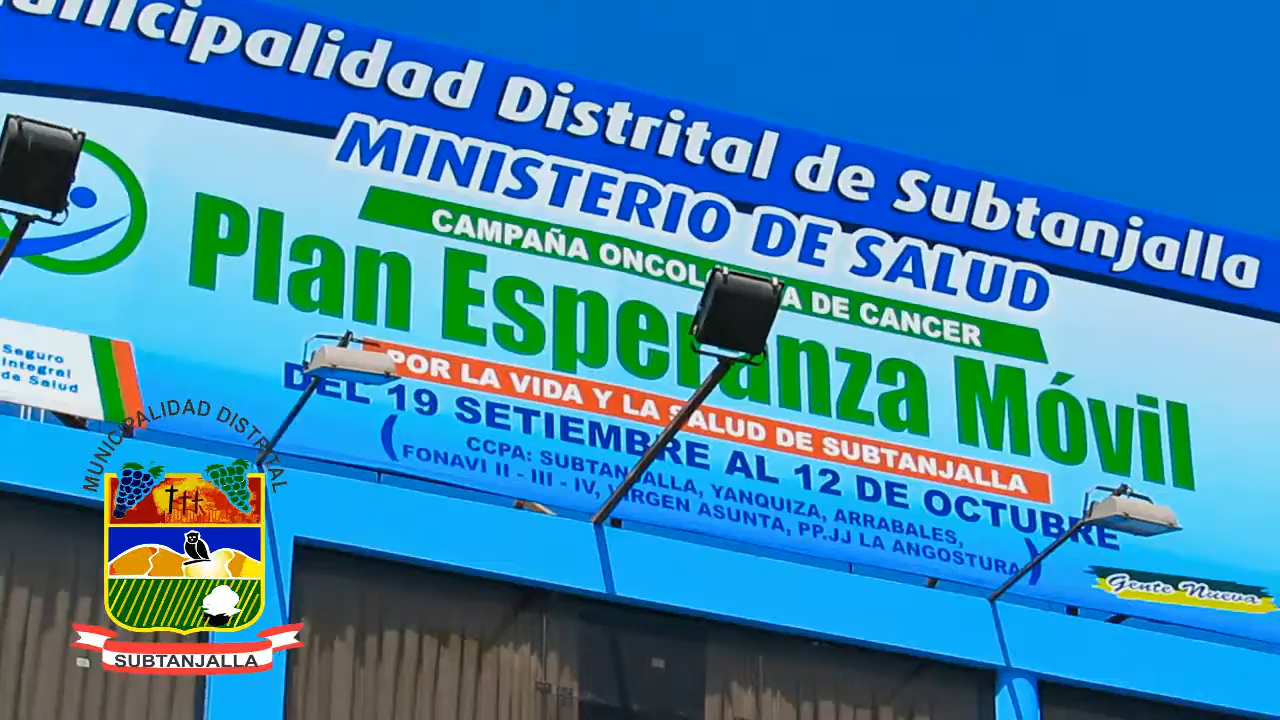 Municipalidad Distrital de Subtanjalla
MINISTERIO DE SALUD
CAMPAÑA ONCOL A DE CANCER
Plan Esperanza Móvil
POR LA VIDA Y LA SALUD DE SUBTANJALLA
DEL 19 SETIEMBRE AL 12 DE OCTUBRE
(CCPA: SUBTANJALLA, YANQUIZA, ARRABALES,
FONAVI II - III - IV, VIRGEN ASUNTA, PP.JJ LA ANGOSTURA)
Seguro
Integral
de Salud
Gente Nueva
MUNICIPALIDAD DISTRITAL
SUBTANJALLA